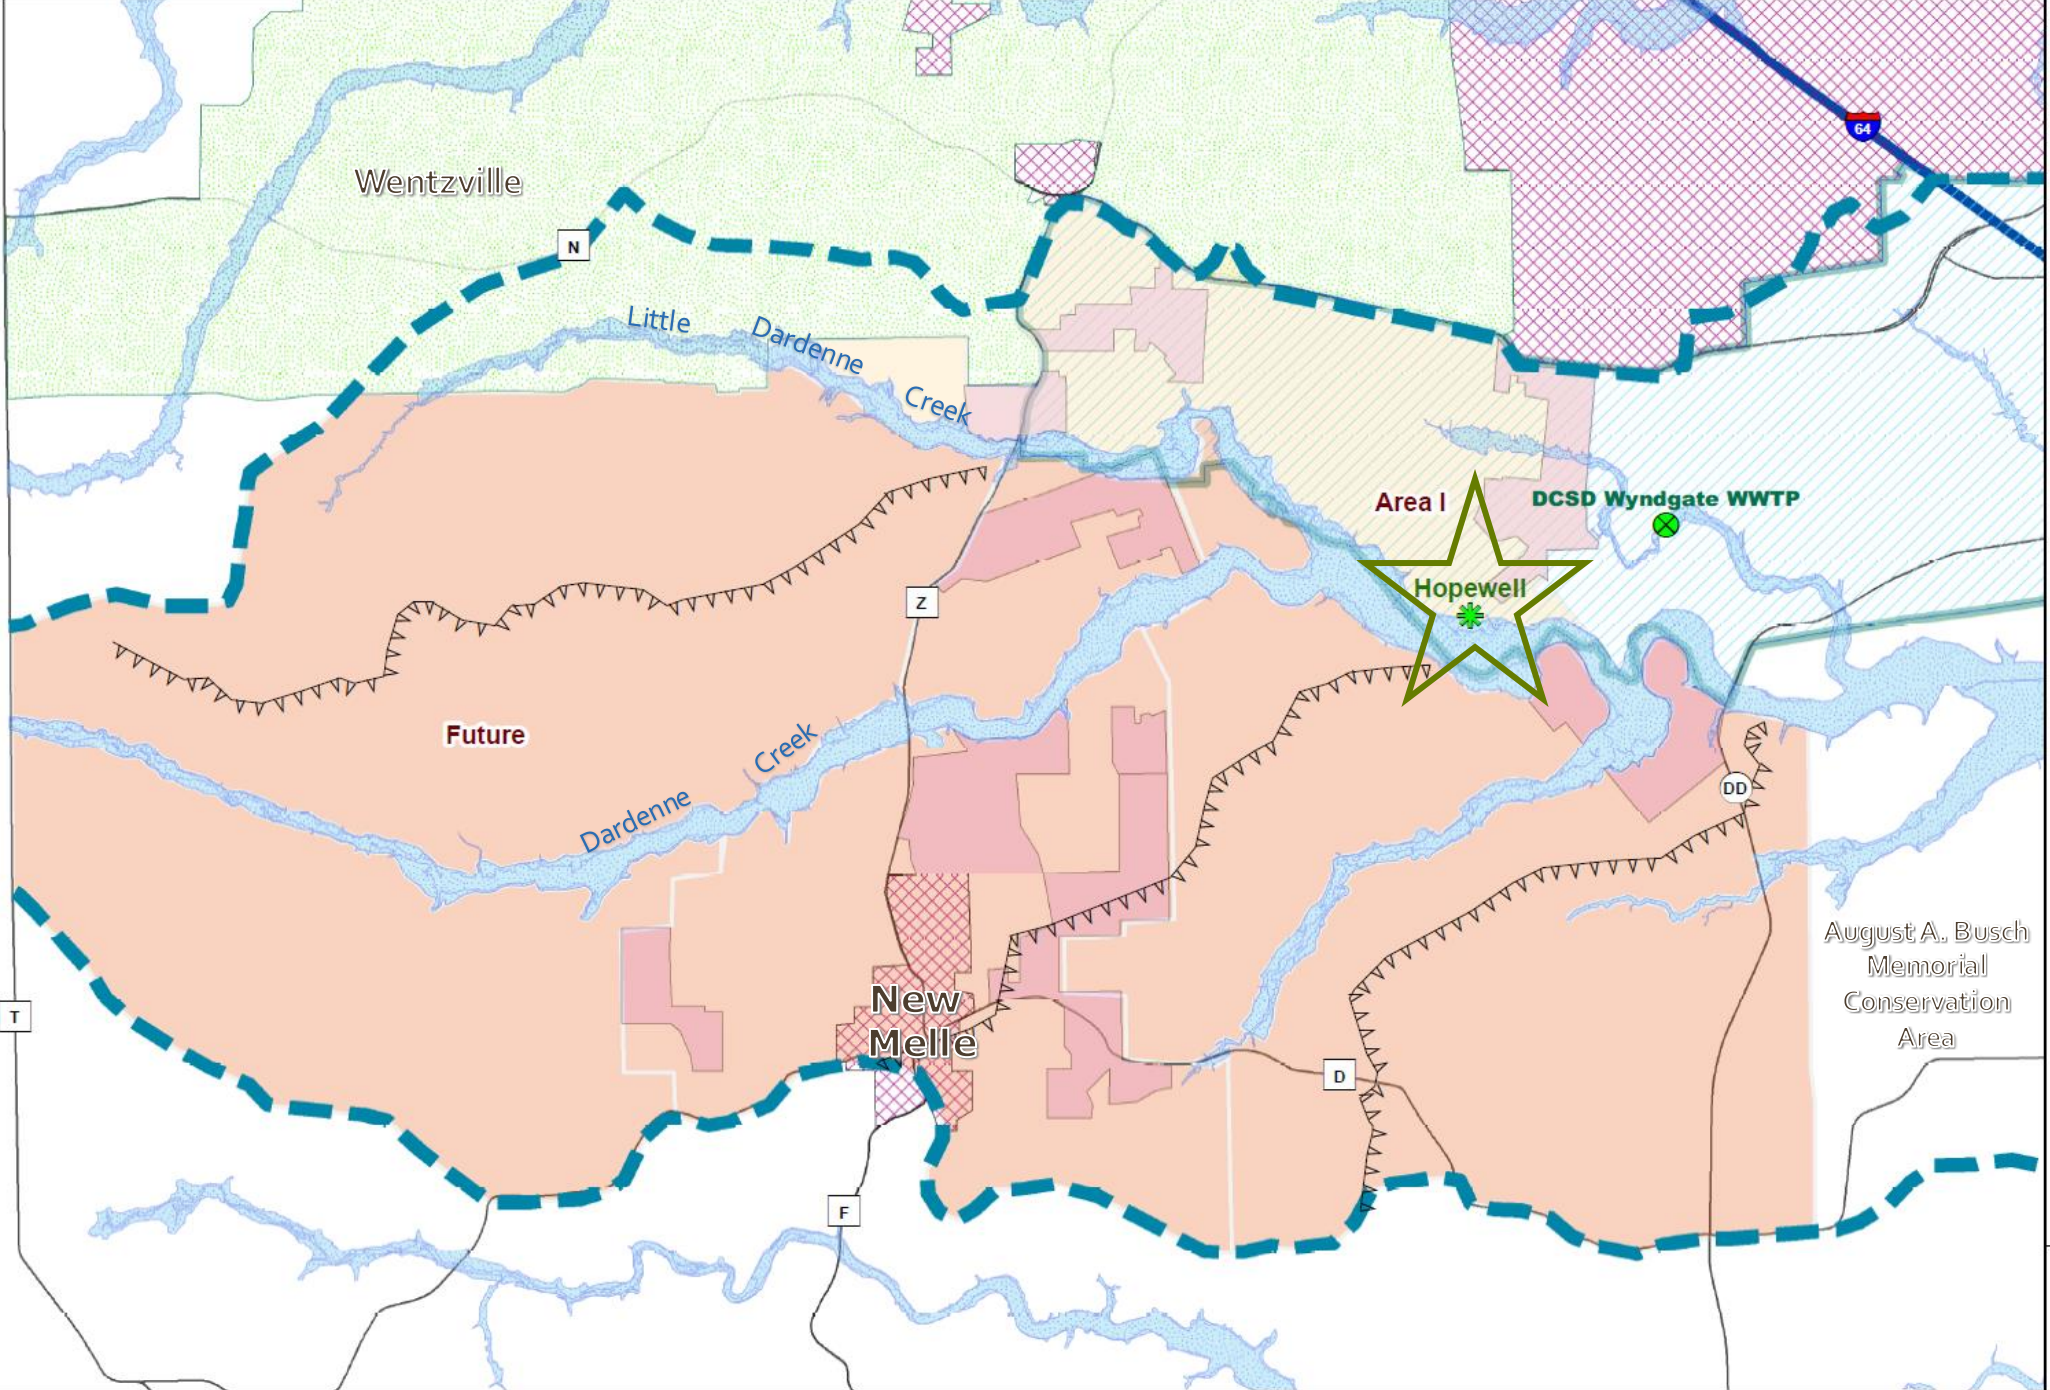 64
Wentzville
N
Little Dardenne Creek
Area I
DCSD Wyndgate WWTP
Hopewell
Z
Future
Dardenne Creek
DD
August A. Busch
Memorial
Conservation
Area
New
Melle
T
D
F